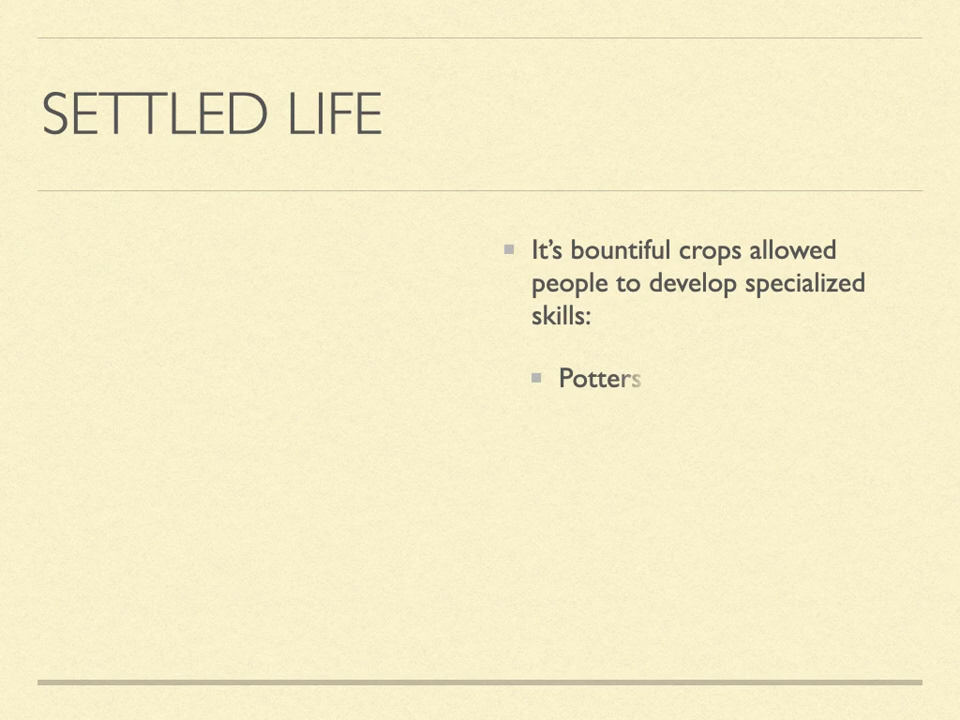 SETTLED LIFE
It’s bountiful crops allowed
people to develop specialized
skills:
Potters